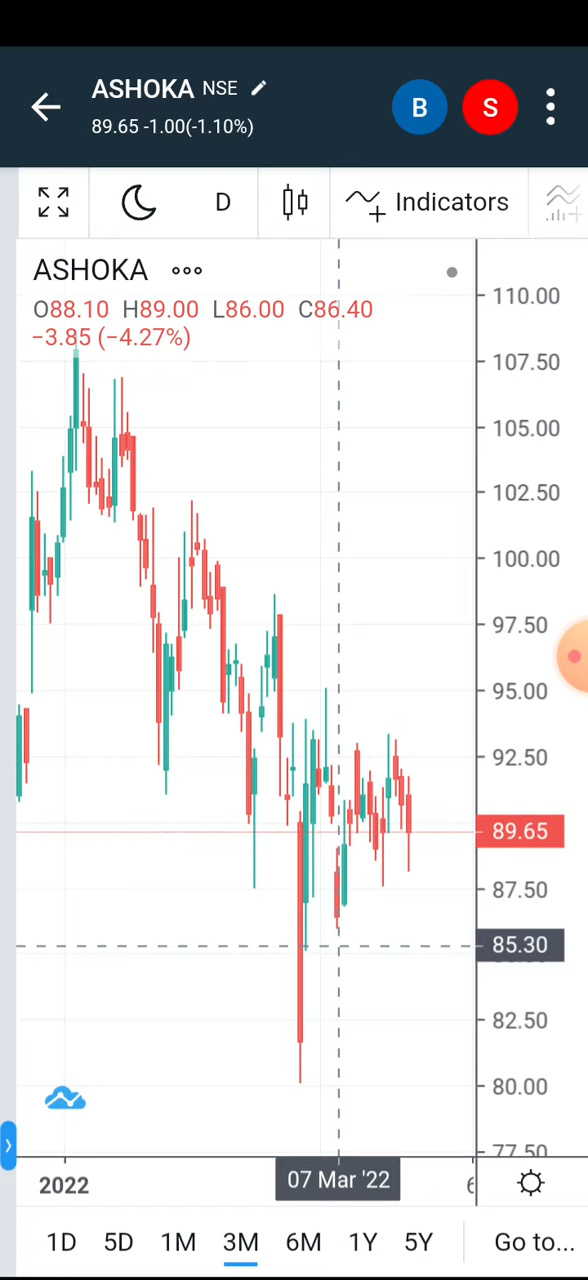 ASHOKA NSE
B
S
89.65 -1.00(-1.10%)
D
Indicators
ASHOKA
O88.10 H89.00 L86.00 C86.40
−3.85 (−4.27%)
110.00
107.50
105.00
102.50
100.00
97.50
95.00
92.50
89.65
87.50
85.30
82.50
80.00
77.50
2022
07 Mar '22
1D 5D 1M 3M 6M 1Y 5Y Go to...